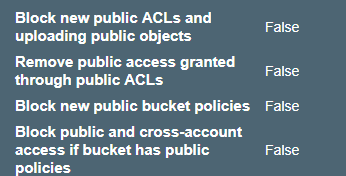 Block new public ACLs and
uploading public objects False
Remove public access granted
through public ACLs False
Block new public bucket policies False
Block public and cross-account
access if bucket has public False
policies